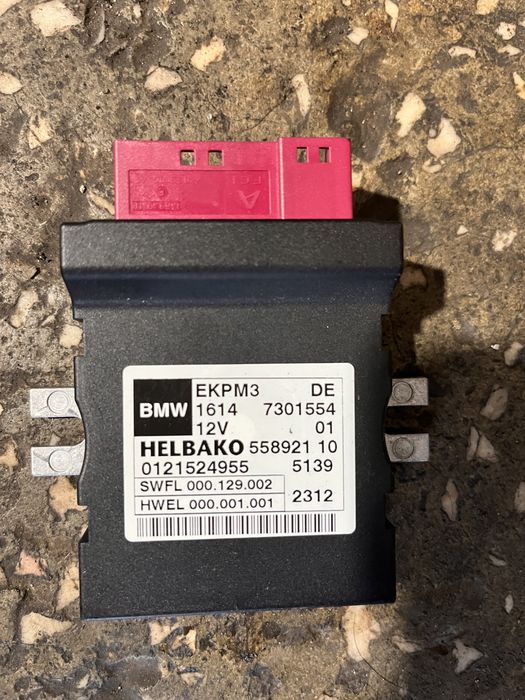 A
BMW
EKPM3 DE
1614 7301554
12V 01
HELBAKO 558921 10
0121524955 5139
SWFL 000.129.002
HWEL 000.001.001 2312